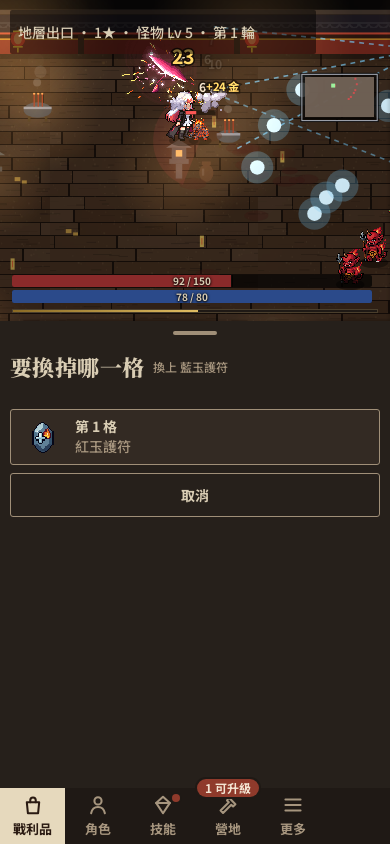 地層出口 • 1★ • 怪物 Lv 5 • 第 1 輪
23
6+24 金
92 / 150
78 / 80
要換掉哪一格 換上 藍玉護符
第 1 格
紅玉護符
取消
1 可升級
戰利品 角色 技能 營地 更多